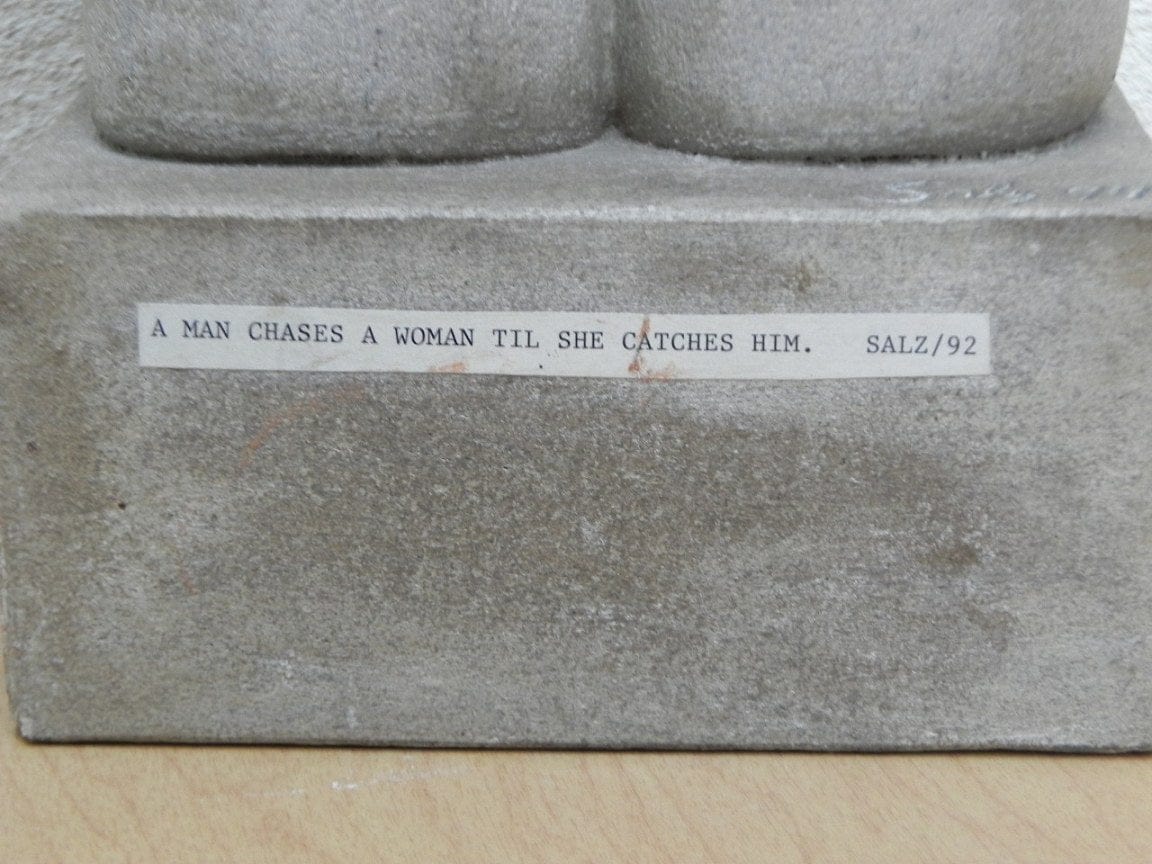 A MAN CHASES A WOMAN TIL SHE CATCHES HIM. SALZ/92